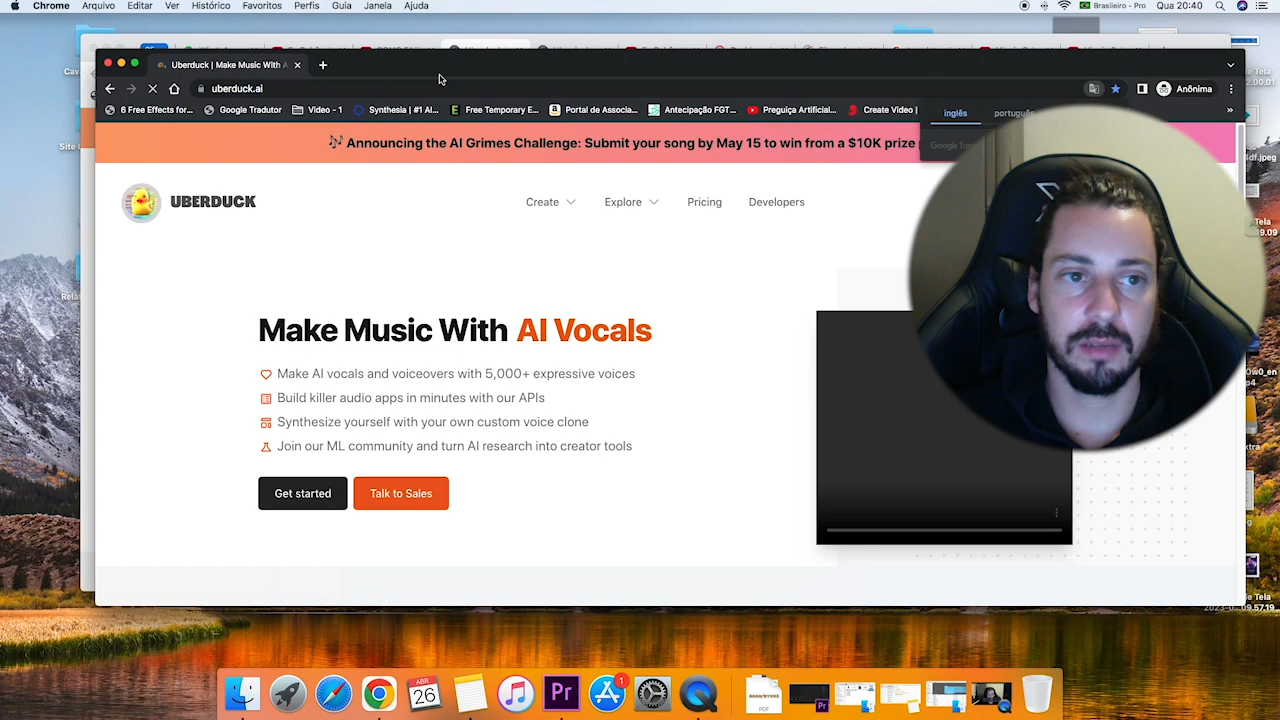 Chrome Arquivo Editar Ver Histórico Favoritos Perfis Guia Janela Ajuda
Brasileiro - Pro Qua 20:40
Uberduck | Make Music With A
uberduck.ai
Anônima
6 Free Effects for...
Google Tradutor
Video - 1
Synthesia | #1 AI...
Free Temporary E...
Portal de Associa...
Antecipação FGT...
Preguiça Artificial...
Create Video |
»
inglês
português
🎶 Announcing the AI Grimes Challenge: Submit your song by May 15 to win from a $10K prize
UBERDUCK
Create
Explore
Pricing
Developers
Make Music With AI Vocals
Make AI vocals and voiceovers with 5,000+ expressive voices
Build killer audio apps in minutes with our APIs
Synthesize yourself with your own custom voice clone
Join our ML community and turn AI research into creator tools
Get started
Talk to Sales
ABR
26
Pr
1
PDF